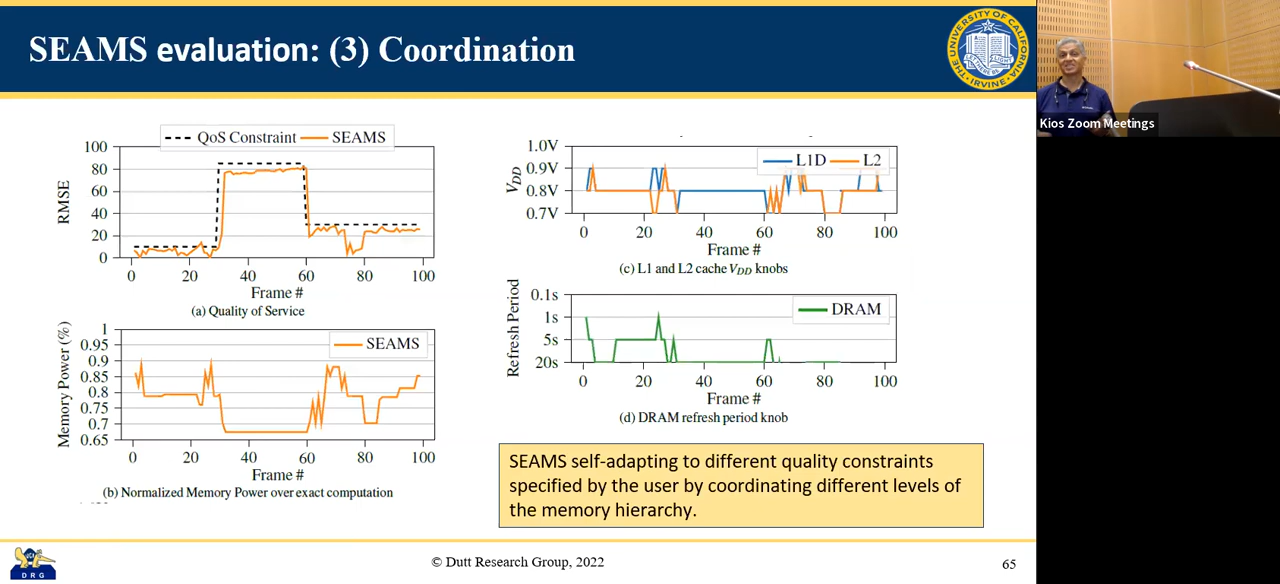 SEAMS evaluation: (3) Coordination
THE UNIVERSITY OF CALIFORNIA
IRVINE
Kios Zoom Meetings
QoS Constraint SEAMS
100
80
60
40
20
0
RMSE
0 20 40 60 80 100
Frame #
(a) Quality of Service
1
0.95
0.9
0.85
0.8
0.75
0.7
0.65
Memory Power (%)
SEAMS
0 20 40 60 80 100
Frame #
(b) Normalized Memory Power over exact computation
1.0V
0.9V
0.8V
0.7V
VDD
L1D L2
0 20 40 60 80 100
Frame #
(c) L1 and L2 cache VDD knobs
0.1s
1s
5s
20s
Refresh Period
DRAM
0 20 40 60 80 100
Frame #
(d) DRAM refresh period knob
SEAMS self-adapting to different quality constraints
specified by the user by coordinating different levels of
the memory hierarchy.
DRG
© Dutt Research Group, 2022
65